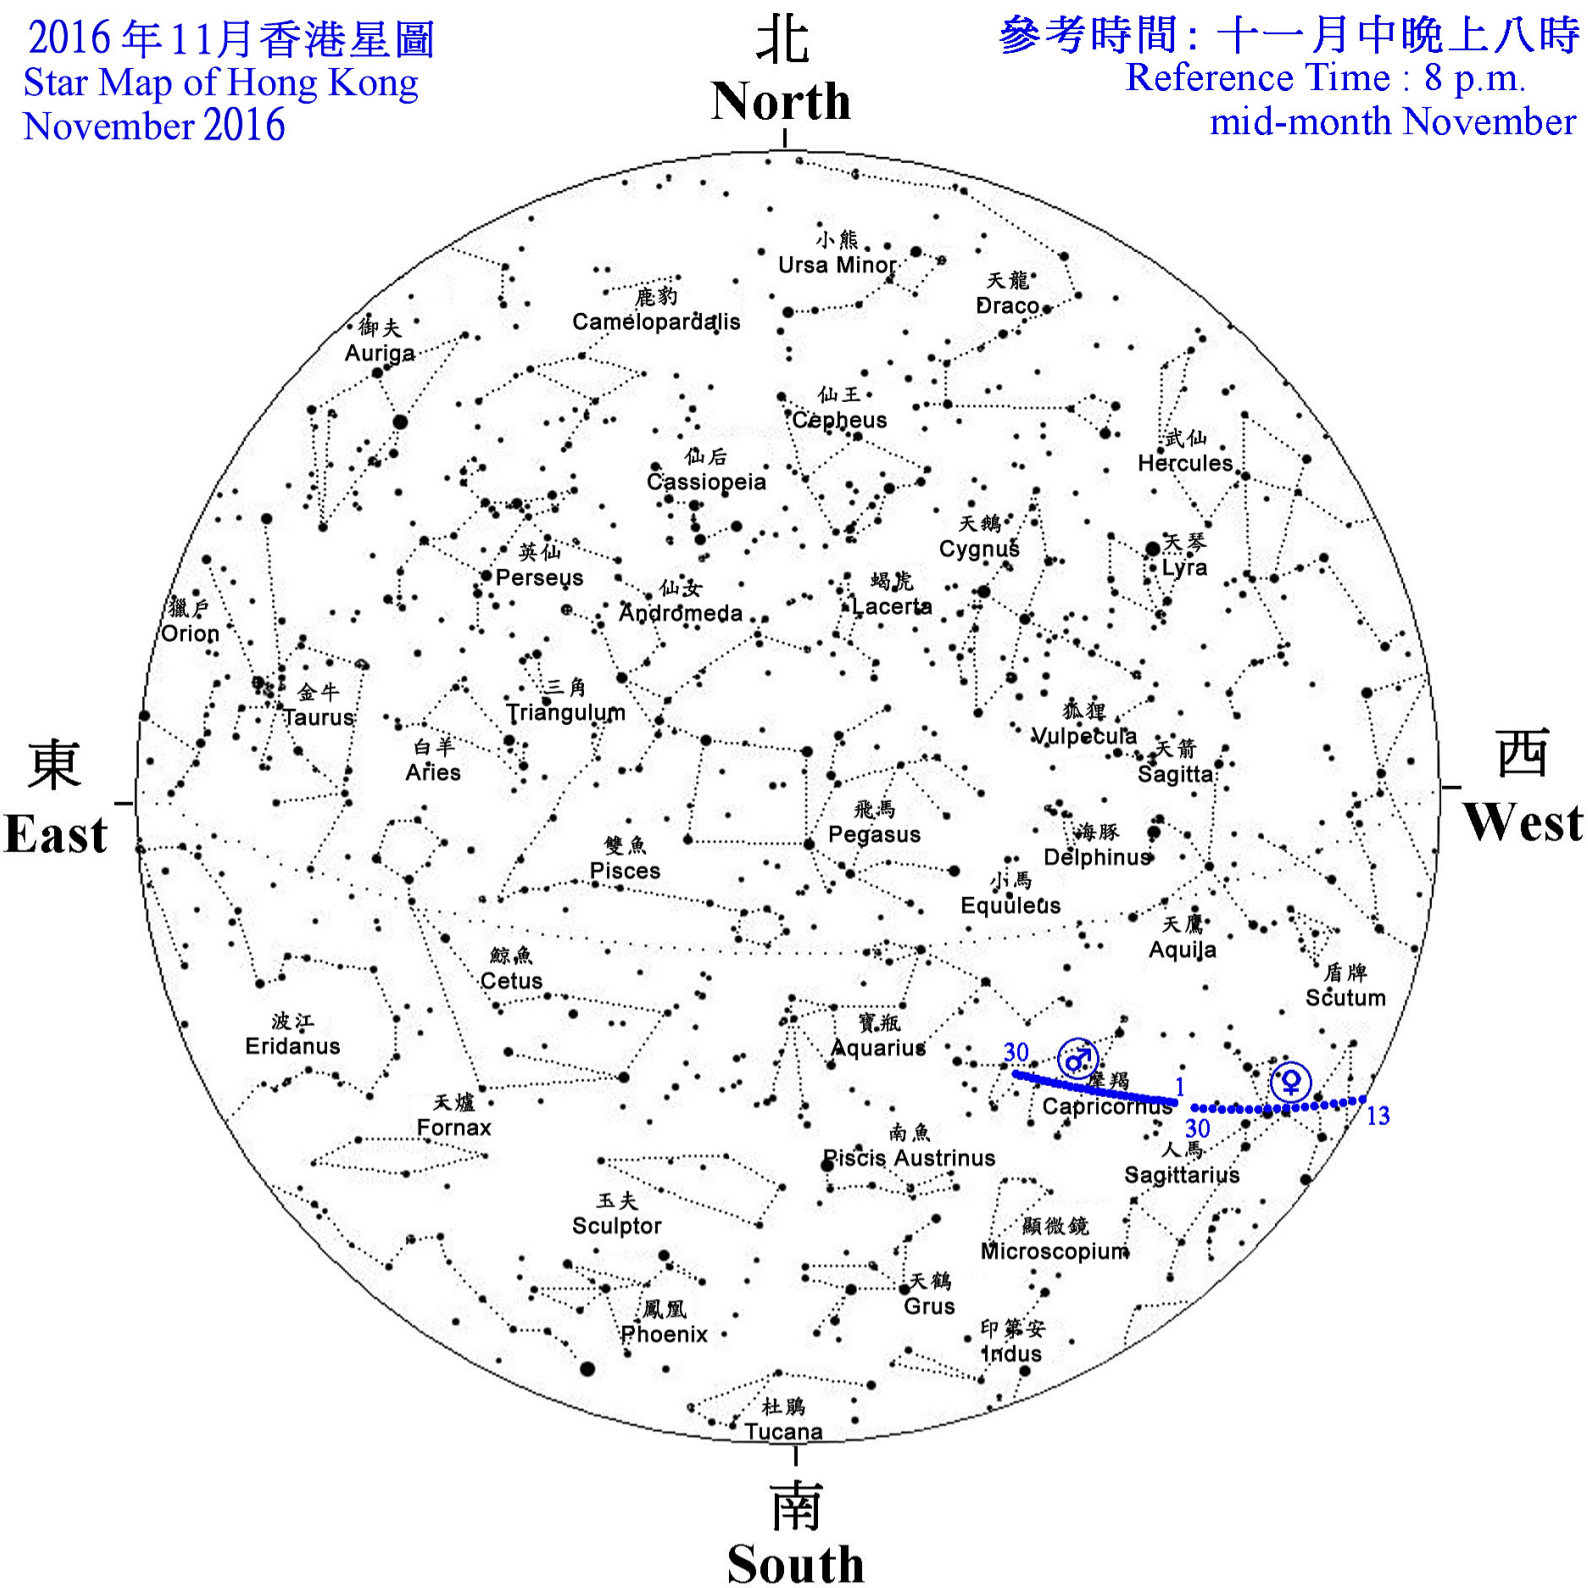 2016年11月香港星圖
Star Map of Hong Kong
November 2016
北
North
參考時間：十一月中晚上八時
Reference Time : 8 p.m.
mid-month November
小熊
Ursa Minor
天龍
Draco
鹿豹
Camelopardalis
御夫
Auriga
仙王
Cepheus
武仙
Hercules
仙后
Cassiopeia
天鵝
Cygnus
天琴
Lyra
英仙
Perseus
仙女
Andromeda
蝎虎
Lacerta
獵戶
Orion
金牛
Taurus
三角
Triangulum
狐狸
Vulpecula
白羊
Aries
天箭
Sagitta
東
East
西
West
飛馬
Pegasus
海豚
Delphinus
雙魚
Pisces
小馬
Equuleus
天鷹
Aquila
鯨魚
Cetus
盾牌
Scutum
波江
Eridanus
寶瓶
Aquarius
30
♂
摩羯
Capricornus
1
♀
30
13
天爐
Fornax
南魚
Piscis Austrinus
人馬
Sagittarius
玉夫
Sculptor
顯微鏡
Microscopium
天鶴
Grus
鳳凰
Phoenix
印第安
Indus
杜鵑
Tucana
南
South